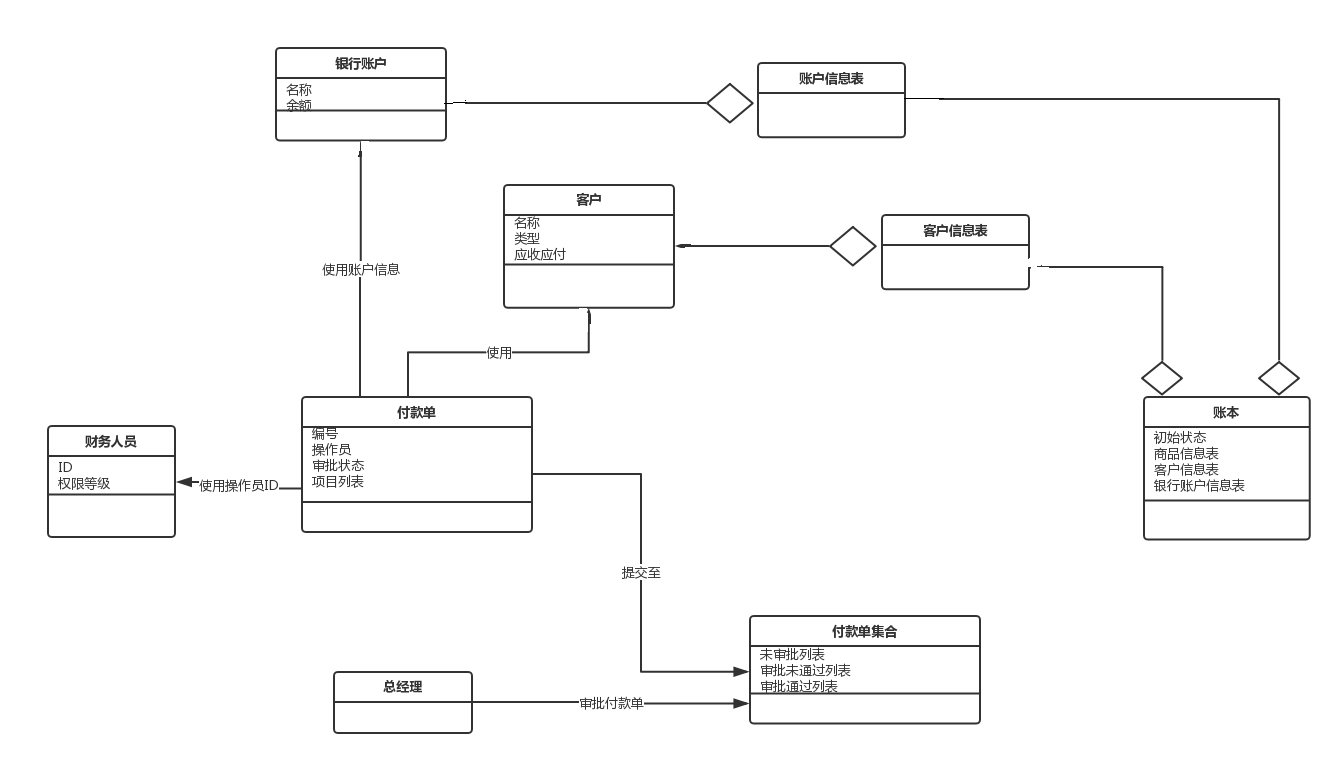 银行账户
名称
余额
账户信息表
客户
名称
类型
应收应付
客户信息表
使用账户信息
使用
付款单
编号
操作员
审批状态
项目列表
财务人员
ID
权限等级
使用操作员ID
账本
初始状态
商品信息表
客户信息表
银行账户信息表
提交至
付款单集合
未审批列表
审批未通过列表
审批通过列表
总经理
审批付款单